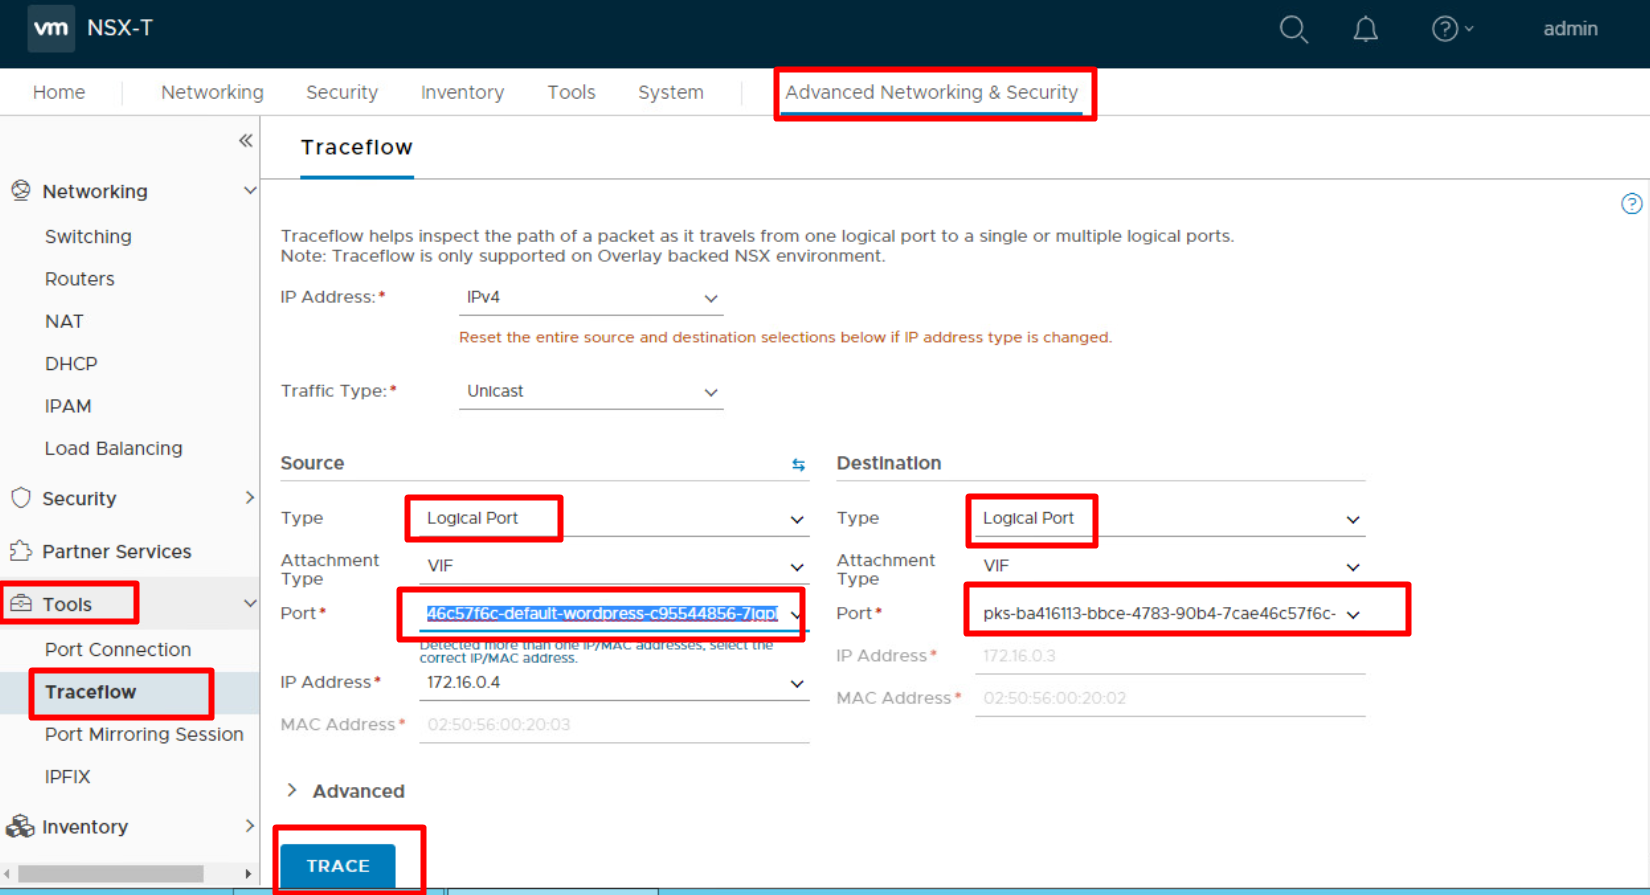 vm NSX-T
admin
Home Networking Security Inventory Tools System Advanced Networking & Security
Networking
Switching
Routers
NAT
DHCP
IPAM
Load Balancing
Security
Partner Services
Tools
Port Connection
Traceflow
Port Mirroring Session
IPFIX
Inventory
Traceflow
Traceflow helps inspect the path of a packet as it travels from one logical port to a single or multiple logical ports.
Note: Traceflow is only supported on Overlay backed NSX environment.
IP Address:* IPv4
Reset the entire source and destination selections below if IP address type is changed.
Traffic Type:* Unicast
Source
Type Logical Port
Attachment
Type
VIF
Port* 46c57f6c-default-wordpress-c95544856-7
Detected more than one IP/MAC addresses, select the
correct IP/MAC address.
IP Address* 172.16.0.4
MAC Address* 02:50:56:00:20:03
Destination
Type Logical Port
Attachment
Type
VIF
Port* pks-ba416113-bbce-4783-90b4-7cae46c57f6c-
IP Address* 172.16.0.3
MAC Address* 02:50:56:00:20:02
Advanced
TRACE